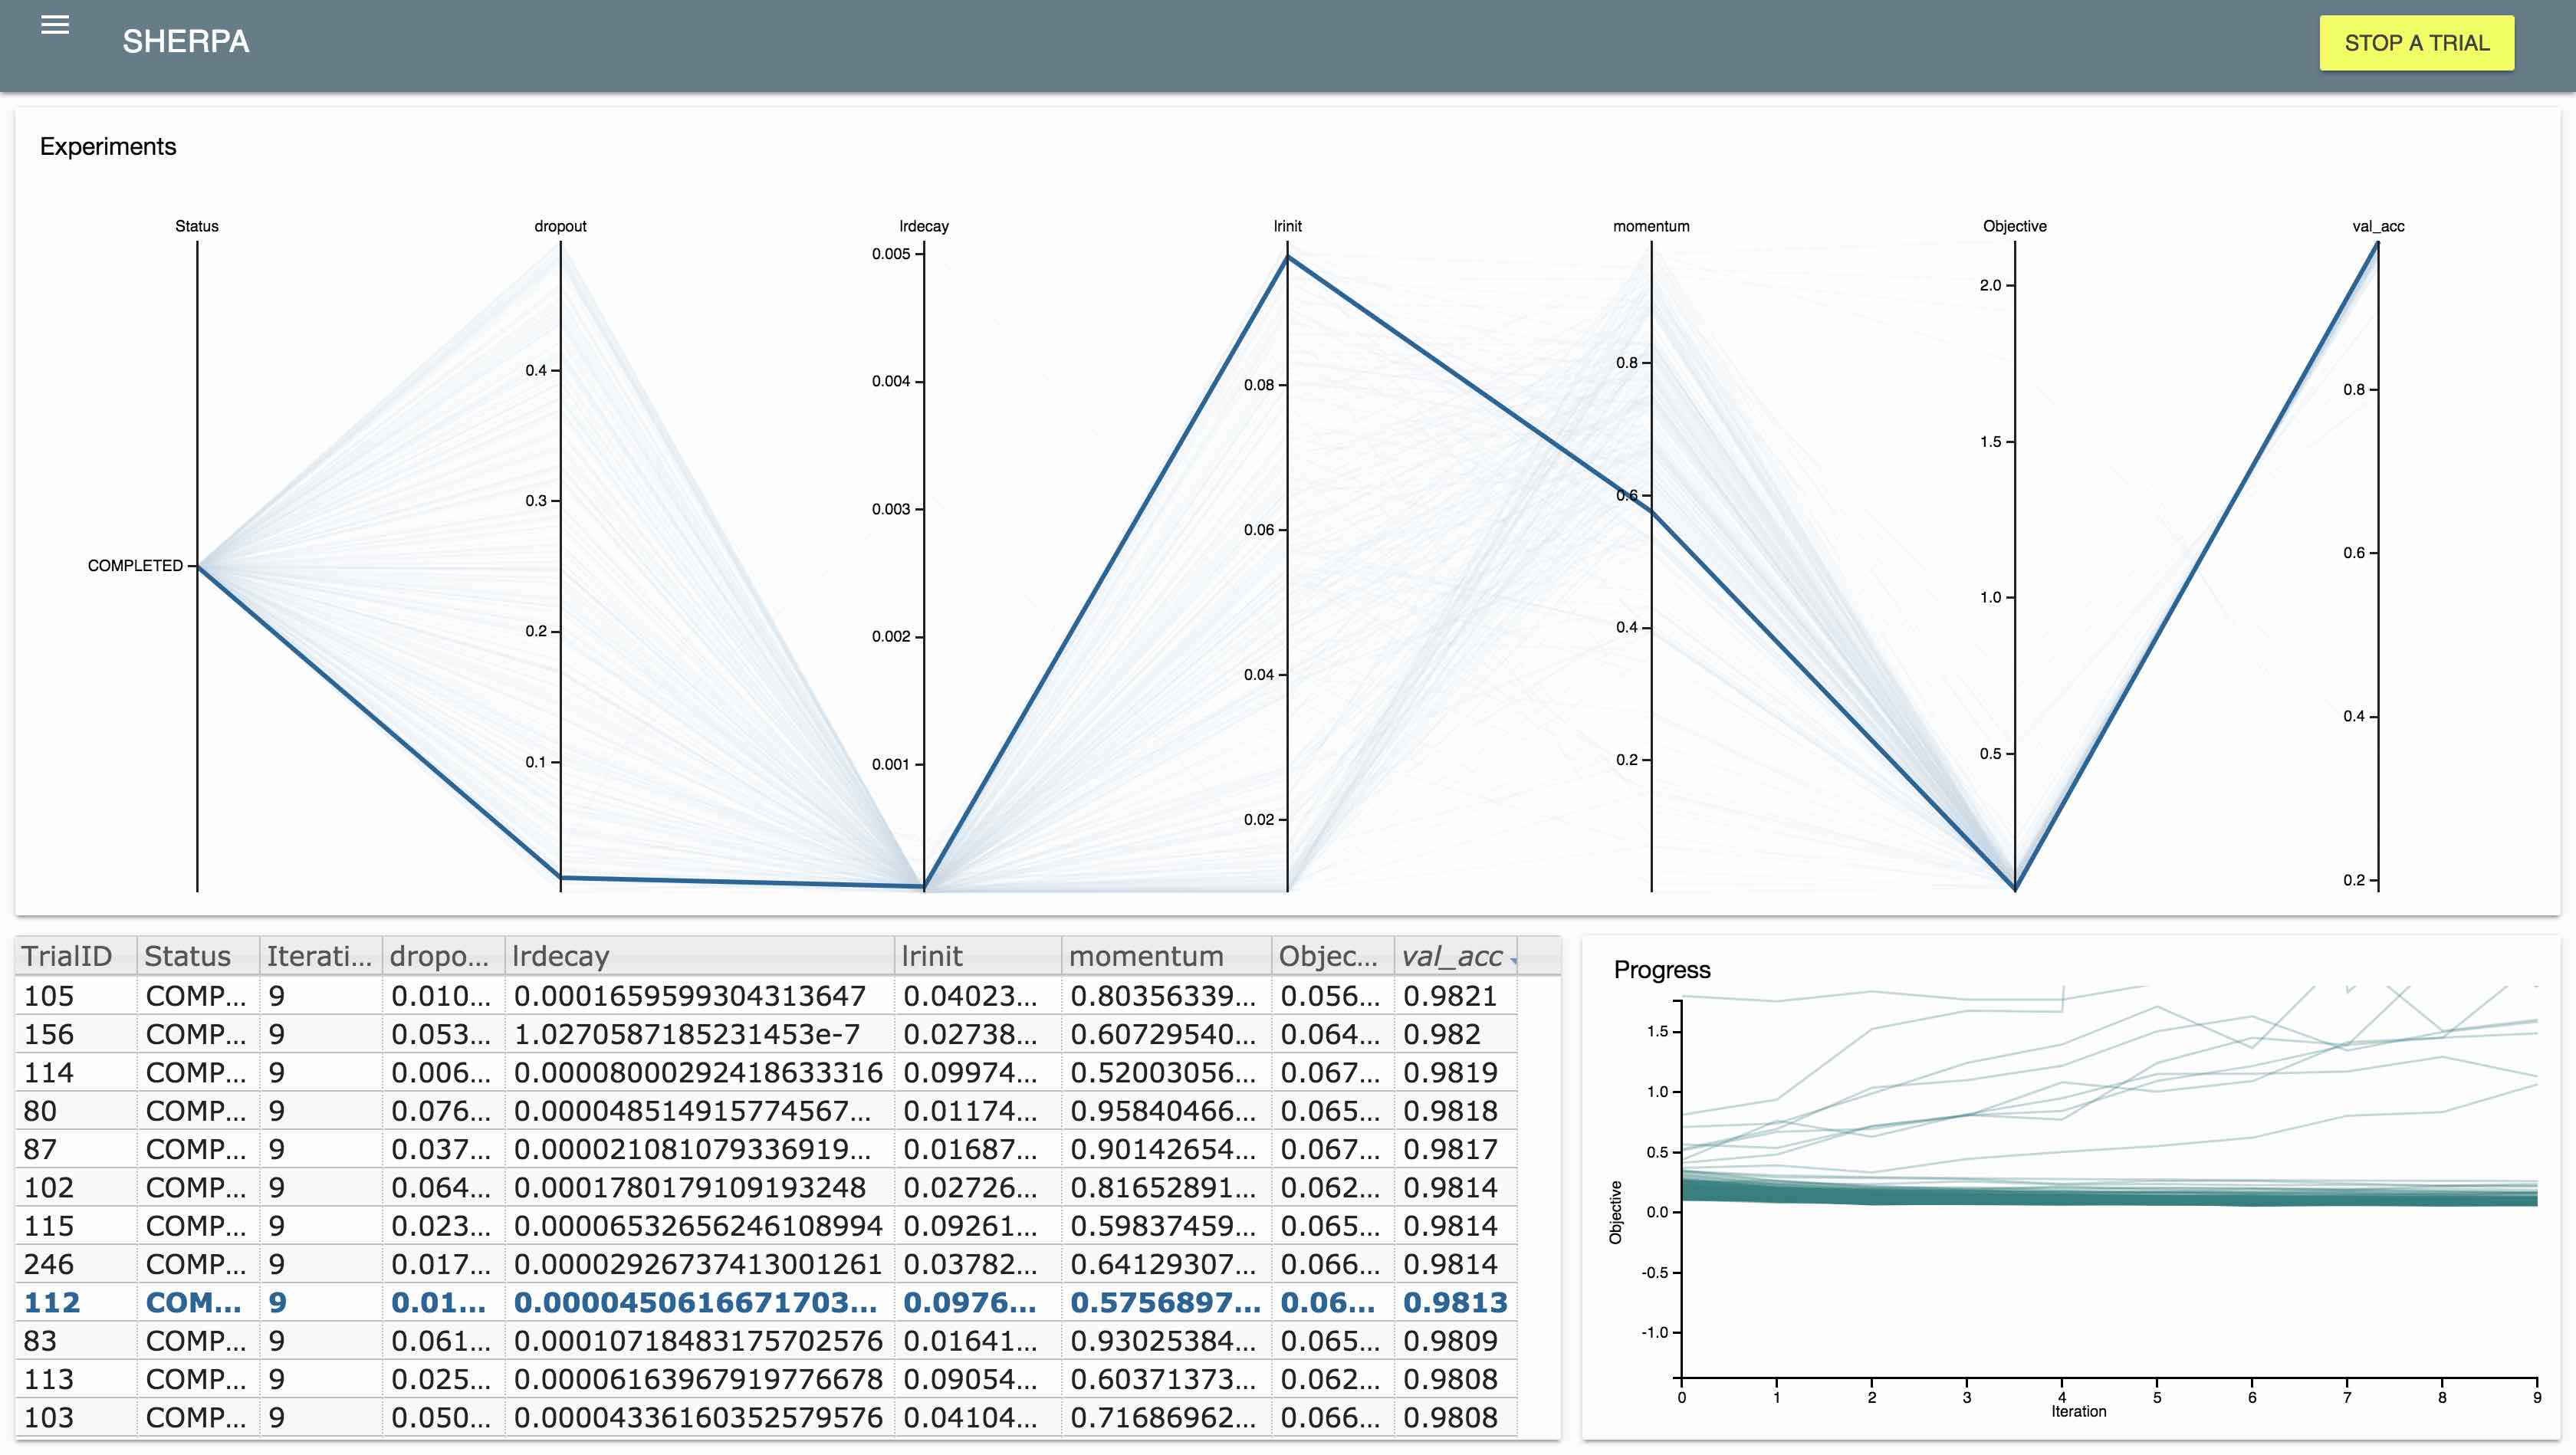 SHERPA
STOP A TRIAL
Experiments
Status dropout lrdecay lrinit momentum Objective val_acc
COMPLETED
0.4
0.3
0.2
0.1
0.005
0.004
0.003
0.002
0.001
0.08
0.06
0.04
0.02
0.8
0.6
0.4
0.2
2.0
1.5
1.0
0.5
0.8
0.6
0.4
0.2
TrialID Status Iterati... dropo... lrdecay lrinit momentum Objec... val_acc
105 COMP... 9 0.010... 0.0001659599304313647 0.04023... 0.80356339... 0.056... 0.9821
156 COMP... 9 0.053... 1.0270587185231453e-7 0.02738... 0.60729540... 0.064... 0.982
114 COMP... 9 0.006... 0.00008000292418633316 0.09974... 0.52003056... 0.067... 0.9819
80 COMP... 9 0.076... 0.000048514915774567... 0.01174... 0.95840466... 0.065... 0.9818
87 COMP... 9 0.037... 0.000021081079336919... 0.01687... 0.90142654... 0.067... 0.9817
102 COMP... 9 0.064... 0.0001780179109193248 0.02726... 0.81652891... 0.062... 0.9814
115 COMP... 9 0.023... 0.00006532656246108994 0.09261... 0.59837459... 0.065... 0.9814
246 COMP... 9 0.017... 0.00002926737413001261 0.03782... 0.64129307... 0.066... 0.9814
112 COM... 9 0.01... 0.0000450616671703... 0.0976... 0.5756897... 0.06... 0.9813
83 COMP... 9 0.061... 0.00010718483175702576 0.01641... 0.93025384... 0.065... 0.9809
113 COMP... 9 0.025... 0.00006163967919776678 0.09054... 0.60371373... 0.062... 0.9808
103 COMP... 9 0.050... 0.00004336160352579576 0.04104... 0.71686962... 0.066... 0.9808
Progress
1.5
1.0
0.5
0.0
-0.5
-1.0
Objective
0 1 2 3 4 5 6 7 8 9
Iteration